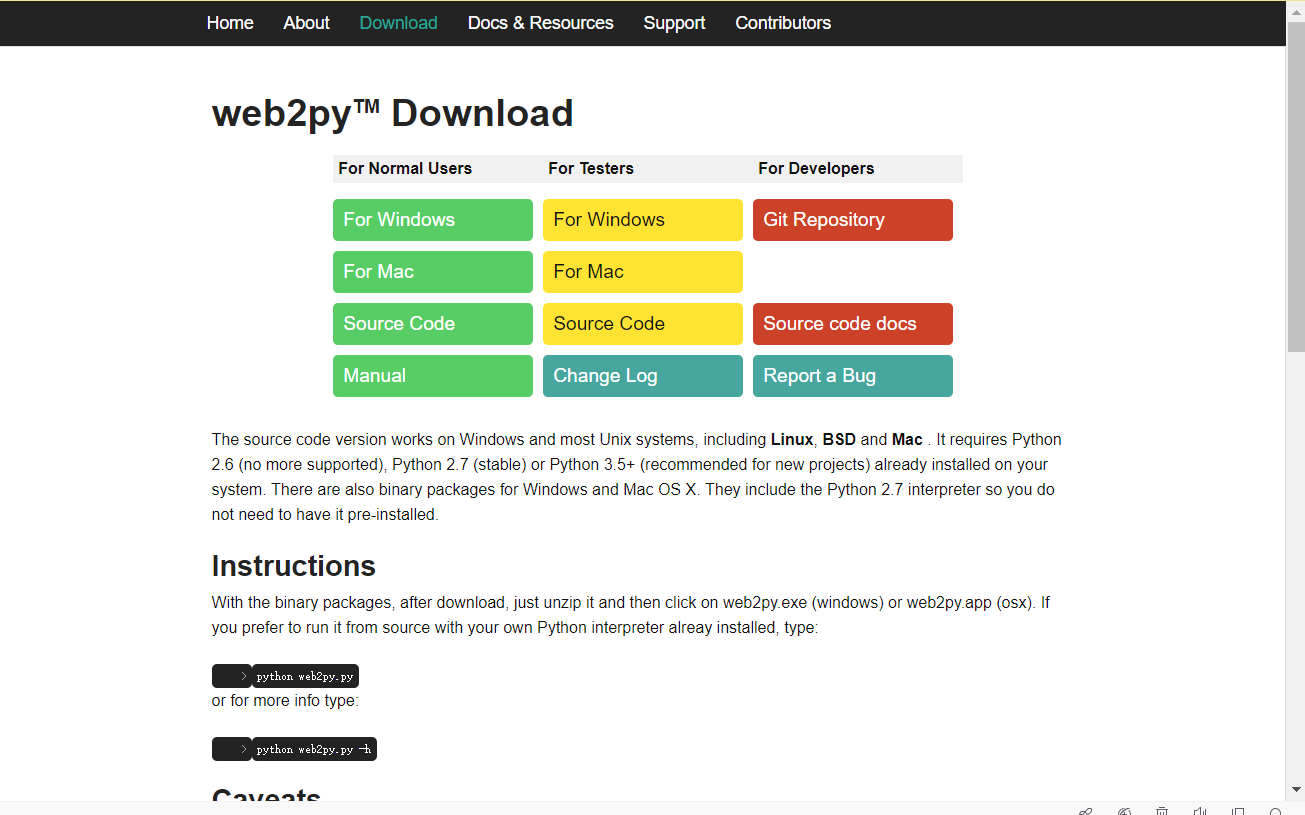 Home About Download Docs & Resources Support Contributors
web2py™ Download
For Normal Users For Testers For Developers
For Windows For Windows Git Repository
For Mac For Mac
Source Code Source Code Source code docs
Manual Change Log Report a Bug
The source code version works on Windows and most Unix systems, including Linux, BSD and Mac . It requires Python
2.6 (no more supported), Python 2.7 (stable) or Python 3.5+ (recommended for new projects) already installed on your
system. There are also binary packages for Windows and Mac OS X. They include the Python 2.7 interpreter so you do
not need to have it pre-installed.
Instructions
With the binary packages, after download, just unzip it and then click on web2py.exe (windows) or web2py.app (osx). If
you prefer to run it from source with your own Python interpreter alreay installed, type:
> python web2py.py
or for more info type:
> python web2py.py -h
Caveats